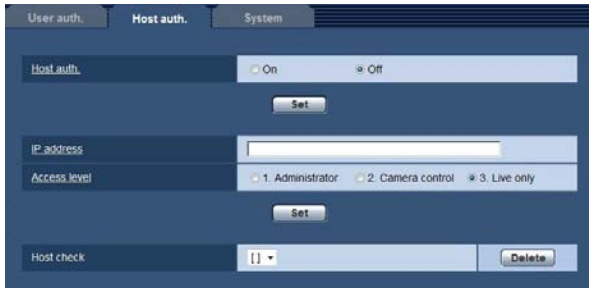 User auth. Host auth. System
Host auth. On Off
Set
IP address
Access level 1. Administrator 2. Camera control 3. Live only
Set
Host check [ ] Delete